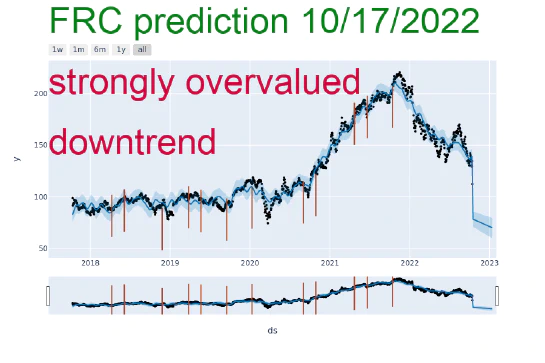 FRC prediction 10/17/2022
1w 1m 6m 1y all
strongly overvalued
downtrend
200
150
100
50
y
2018 2019 2020 2021 2022 2023
ds